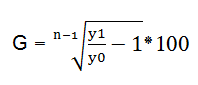 G = ⁿ⁻¹√(y1/y0 − 1)*100